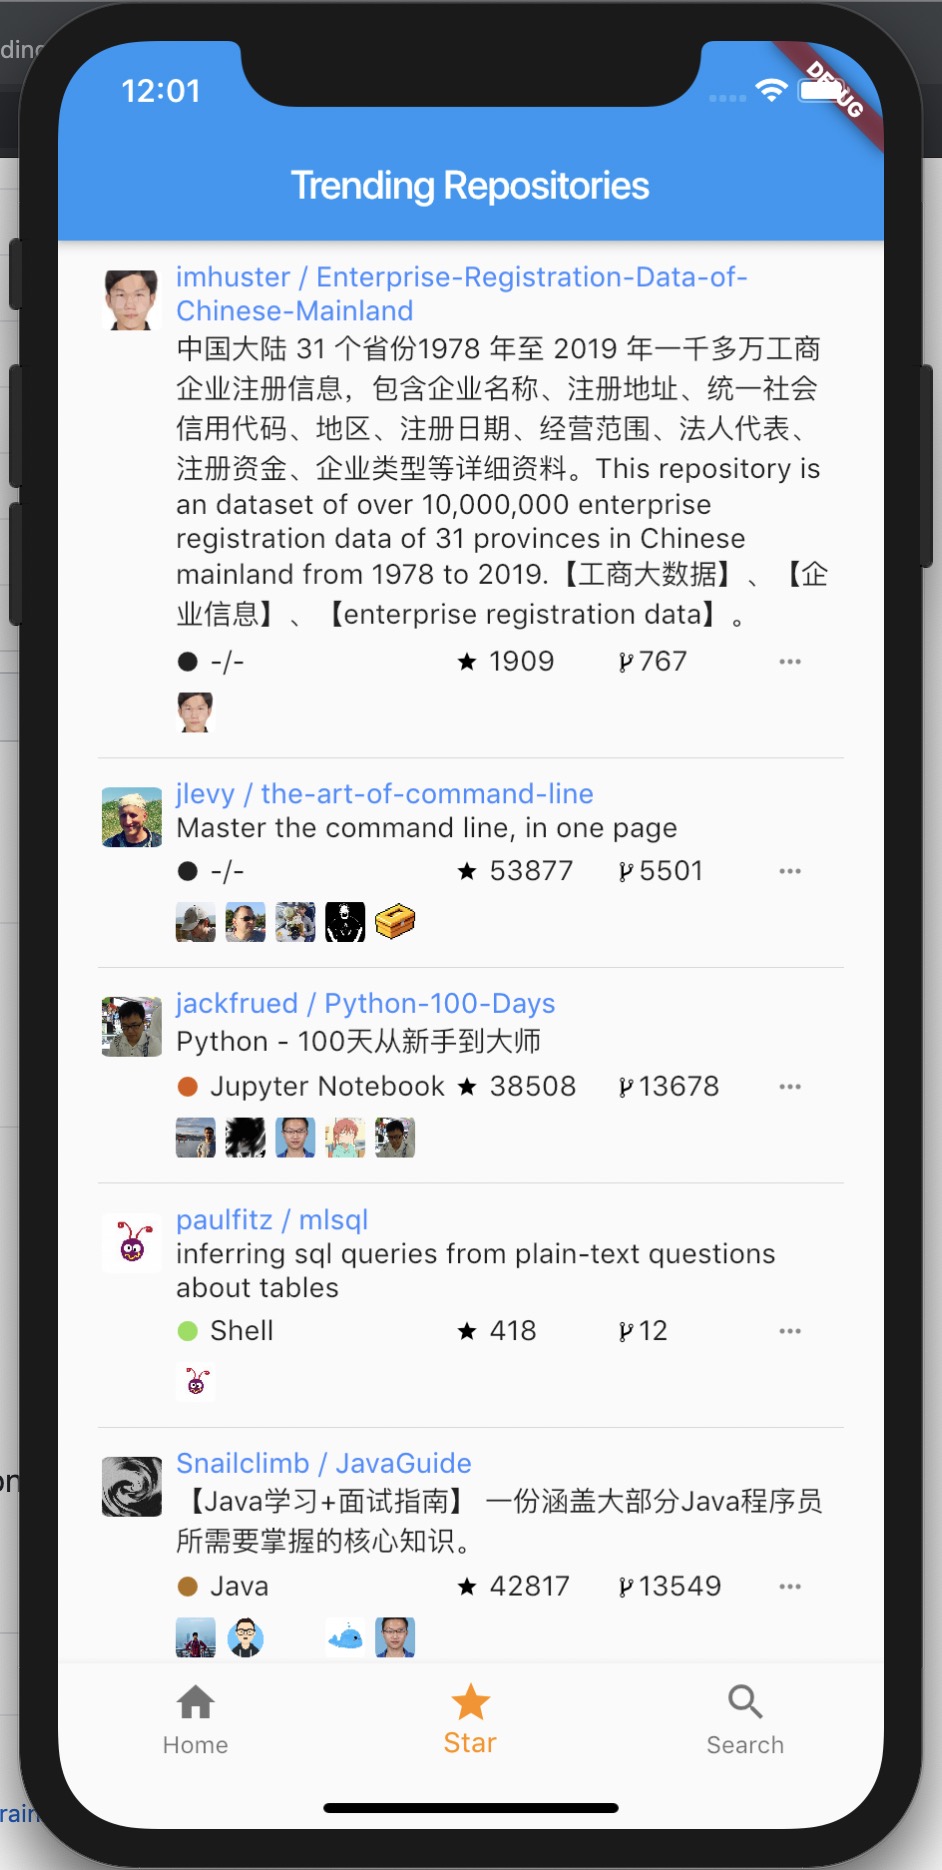 ding
12:01
DEBUG
Trending Repositories
imhuster / Enterprise-Registration-Data-of-
Chinese-Mainland
中国大陆 31 个省份1978 年至 2019 年一千多万工商
企业注册信息，包含企业名称、注册地址、统一社会
信用代码、地区、注册日期、经营范围、法人代表、
注册资金、企业类型等详细资料。This repository is
an dataset of over 10,000,000 enterprise
registration data of 31 provinces in Chinese
mainland from 1978 to 2019.【工商大数据】、【企
业信息】、【enterprise registration data】。
-/- 1909 767
jlevy / the-art-of-command-line
Master the command line, in one page
-/- 53877 5501
jackfrued / Python-100-Days
Python - 100天从新手到大师
Jupyter Notebook 38508 13678
paulfitz / mlsql
inferring sql queries from plain-text questions
about tables
Shell 418 12
Snailclimb / JavaGuide
【Java学习+面试指南】 一份涵盖大部分Java程序员
所需要掌握的核心知识。
Java 42817 13549
Home Star Search